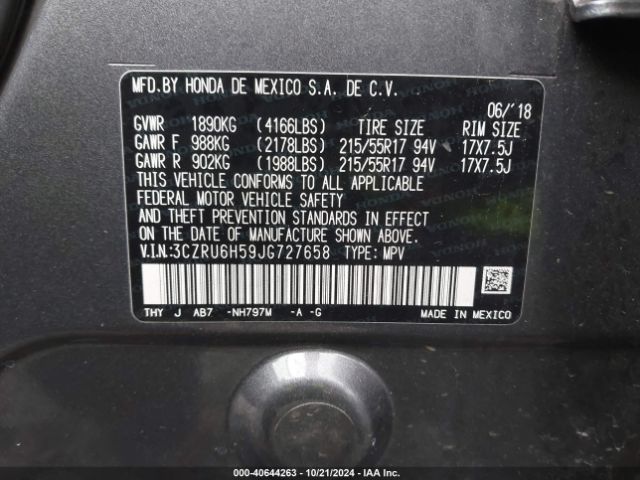 MFD.BY HONDA DE MEXICO S.A. DE C.V.
06/'18
GVWR 1890KG (4166LBS) TIRE SIZE RIM SIZE
GAWR F 988KG (2178LBS) 215/55R17 94V 17X7.5J
GAWR R 902KG (1988LBS) 215/55R17 94V 17X7.5J
THIS VEHICLE CONFORMS TO ALL APPLICABLE
FEDERAL MOTOR VEHICLE SAFETY
AND THEFT PREVENTION STANDARDS IN EFFECT
ON THE DATE OF MANUFACTURE SHOWN ABOVE.
V.I.N:3CZRU6H59JG727658 TYPE: MPV
THY J AB7 -NH797M -A -G MADE IN MEXICO
000-40644263 - 10/21/2024 - IAA Inc.